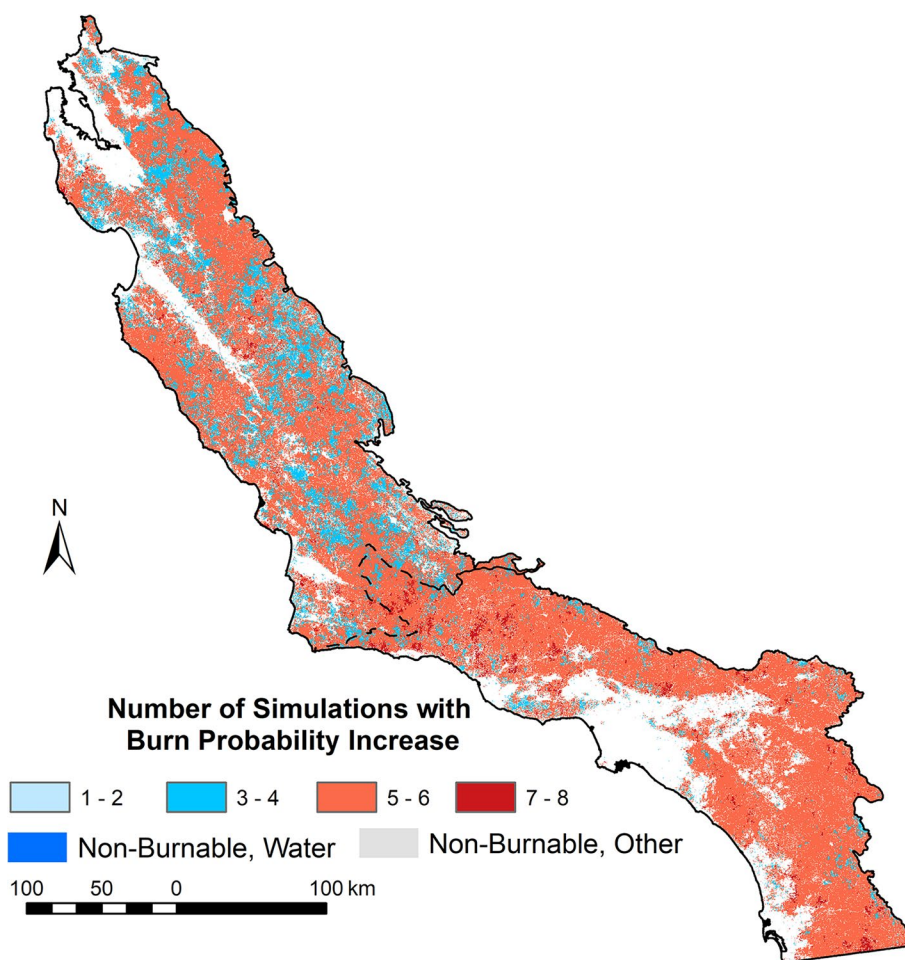 N
Number of Simulations with
Burn Probability Increase
1 - 2 3 - 4 5 - 6 7 - 8
Non-Burnable, Water Non-Burnable, Other
100 50 0 100 km